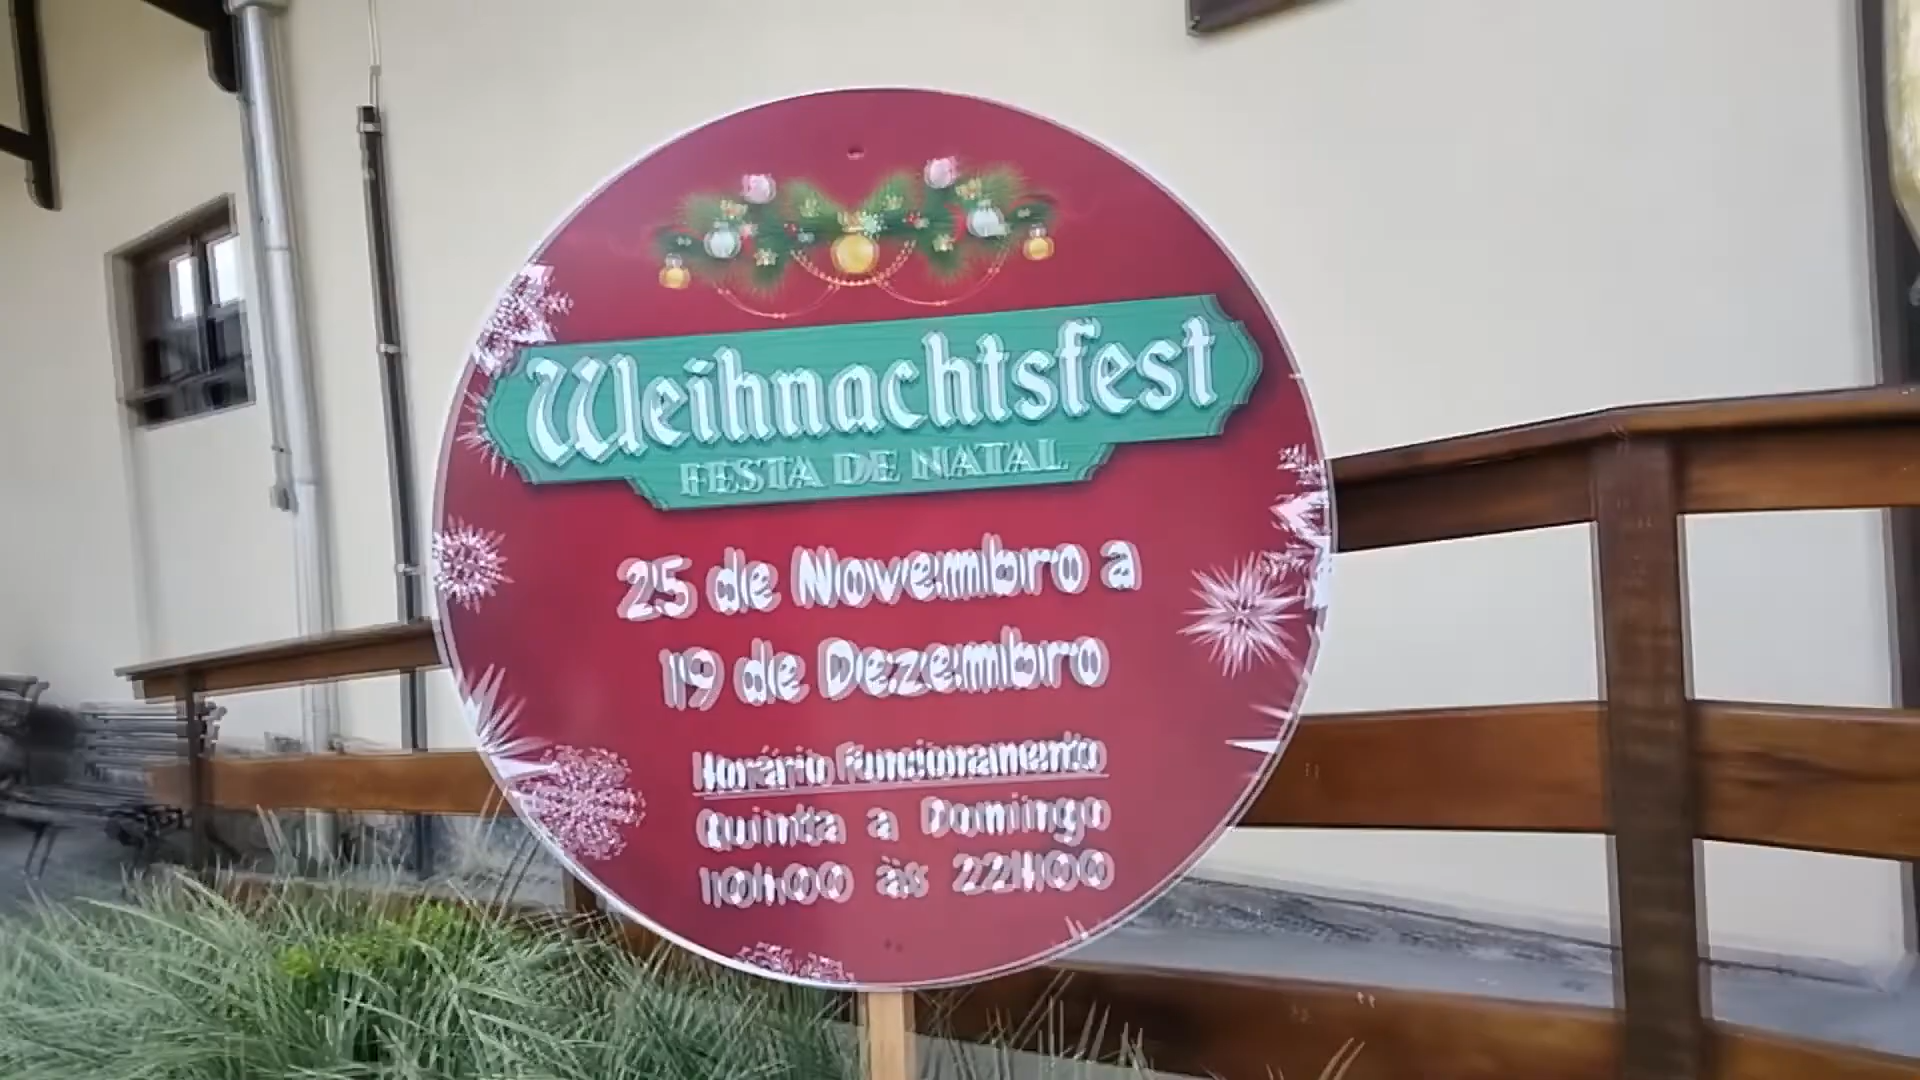 Weihnachtsfest
FESTA DE NATAL
25 de Novembro a
19 de Dezembro
Horário Funcionamento
Quinta a Domingo
10h00 às 22H00